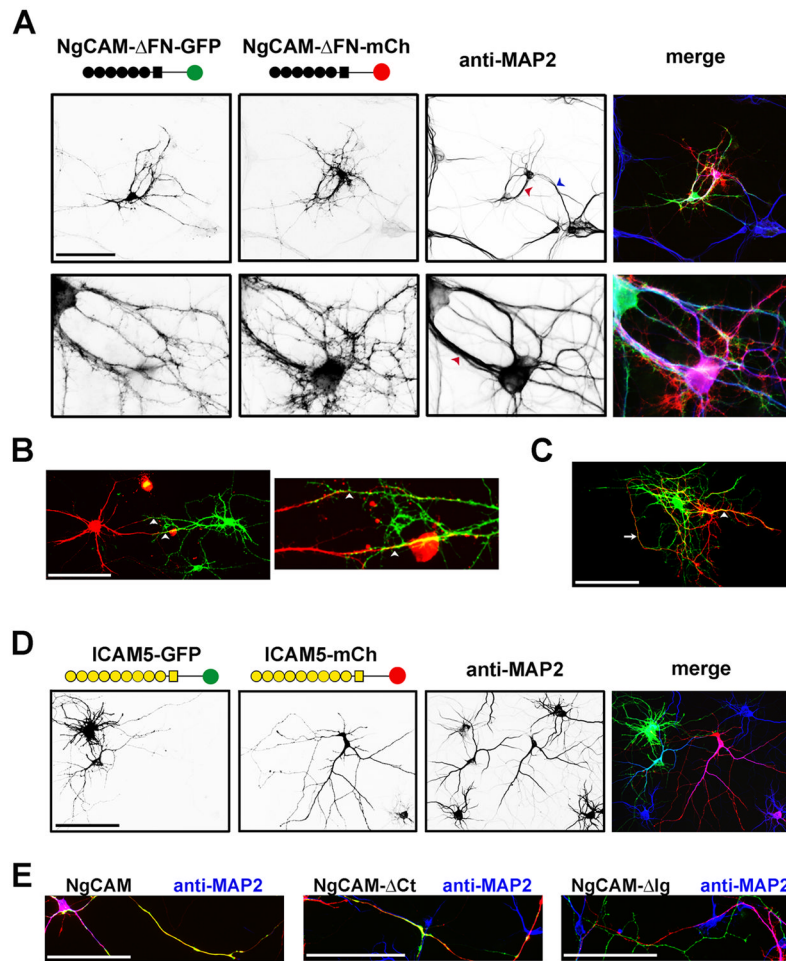 A
NgCAM-ΔFN-GFP NgCAM-ΔFN-mCh anti-MAP2 merge
B
C
D
ICAM5-GFP ICAM5-mCh anti-MAP2 merge
E
NgCAM anti-MAP2 NgCAM-ΔCt anti-MAP2 NgCAM-ΔIg anti-MAP2